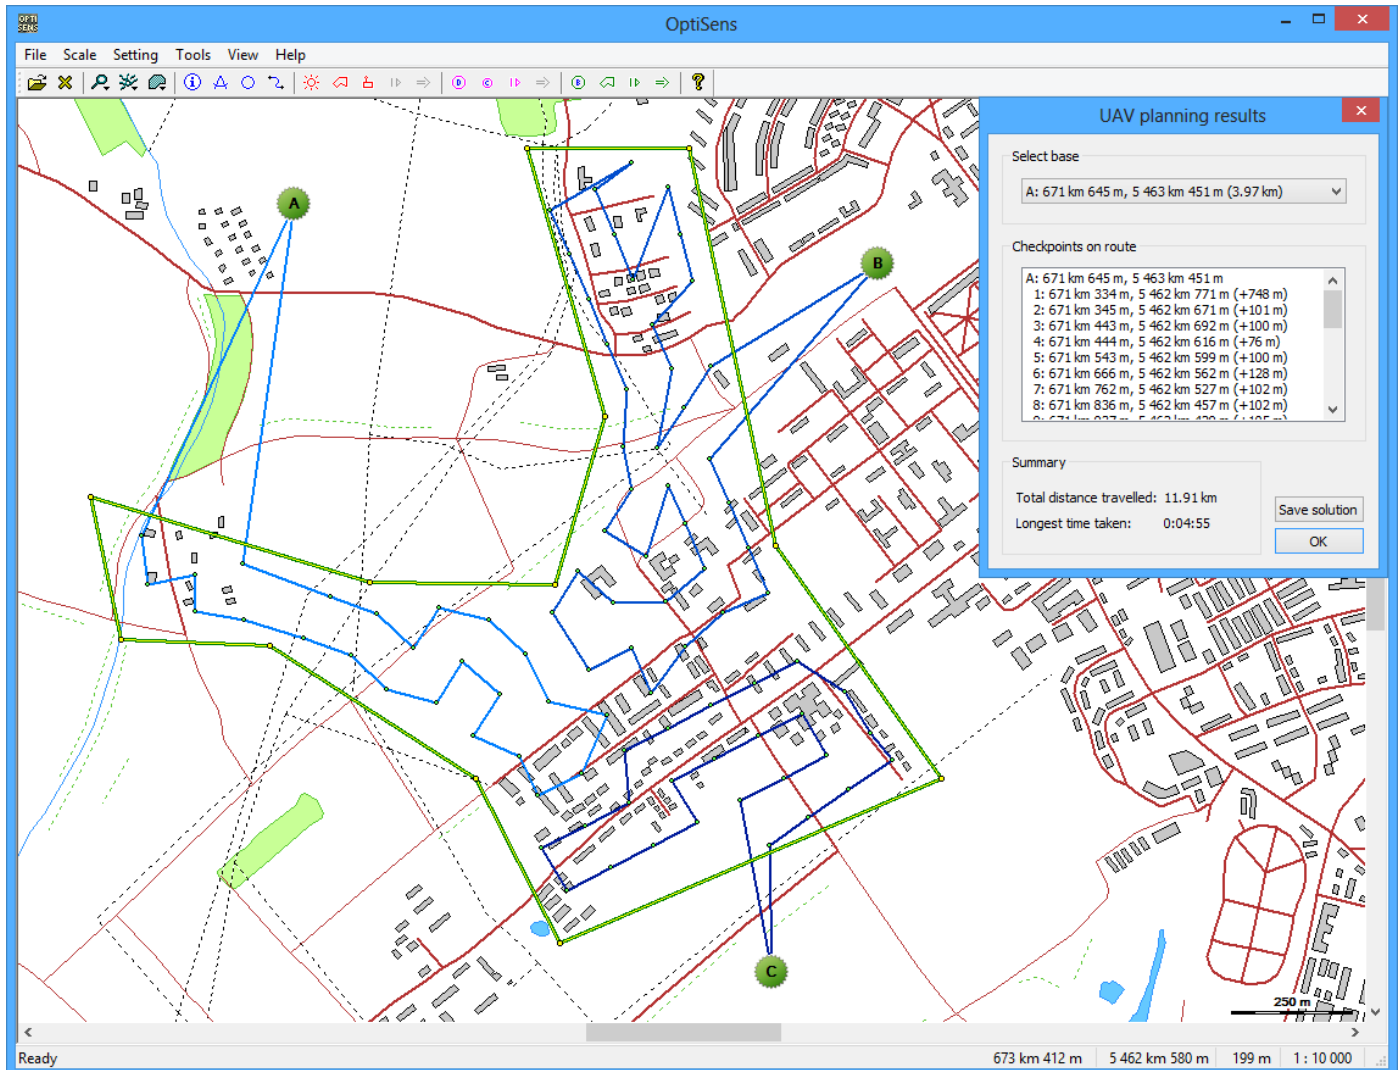 OPTI
SENS
OptiSens
File Scale Setting Tools View Help
UAV planning results
Select base
A: 671 km 645 m, 5 463 km 451 m (3.97 km)
Checkpoints on route
A: 671 km 645 m, 5 463 km 451 m
1: 671 km 334 m, 5 462 km 771 m (+748 m)
2: 671 km 345 m, 5 462 km 671 m (+101 m)
3: 671 km 443 m, 5 462 km 692 m (+100 m)
4: 671 km 444 m, 5 462 km 616 m (+76 m)
5: 671 km 543 m, 5 462 km 599 m (+100 m)
6: 671 km 666 m, 5 462 km 562 m (+128 m)
7: 671 km 762 m, 5 462 km 527 m (+102 m)
8: 671 km 836 m, 5 462 km 457 m (+102 m)
Summary
Total distance travelled: 11.91 km
Longest time taken: 0:04:55
Save solution
OK
A
B
C
250 m
Ready
673 km 412 m
5 462 km 580 m
199 m
1 : 10 000